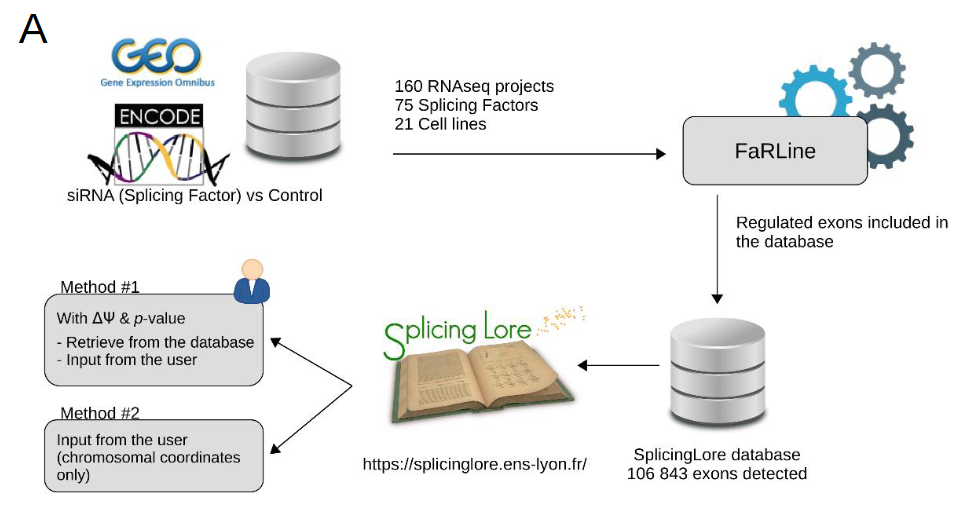 A
GEO
Gene Expression Omnibus
ENCODE
siRNA (Splicing Factor) vs Control
160 RNAseq projects
75 Splicing Factors
21 Cell lines
FaRLine
Regulated exons included in
the database
Method #1
With ΔΨ & p-value
- Retrieve from the database
- Input from the user
Method #2
Input from the user
(chromosomal coordinates
only)
Splicing Lore
https://splicinglore.ens-lyon.fr/
SplicingLore database
106 843 exons detected